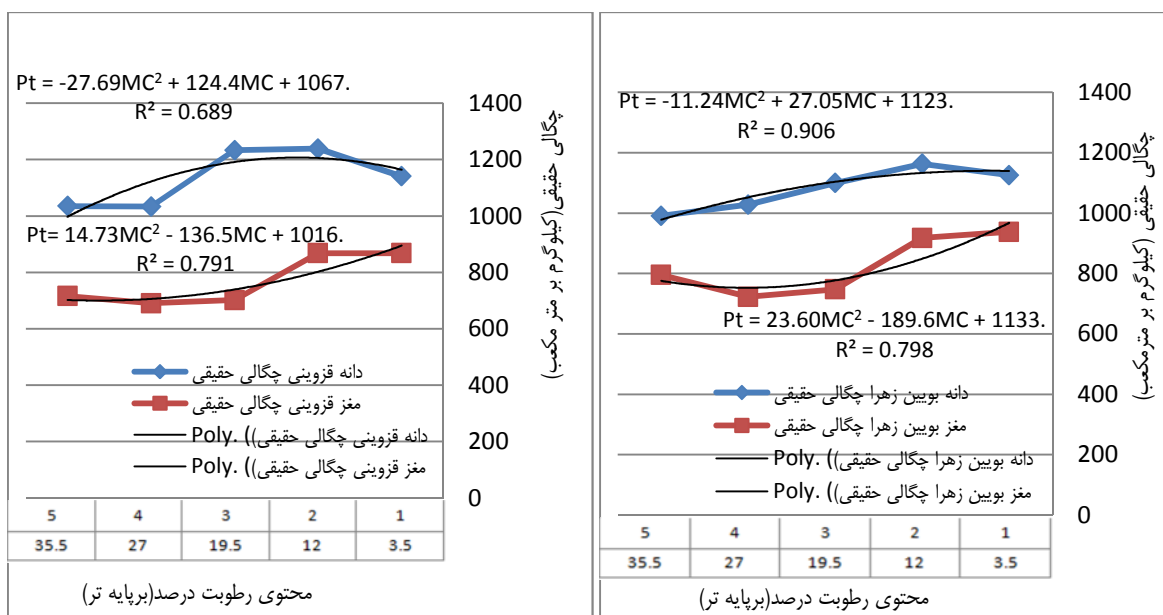 Pt = -27.69MC² + 124.4MC + 1067.
R² = 0.689
Pt= 14.73MC² - 136.5MC + 1016.
R² = 0.791
دانه قزوینی چگالی حقیقی
مغز قزوینی چگالی حقیقی
Poly. (دانه قزوینی چگالی حقیقی))
Poly. (مغز قزوینی چگالی حقیقی))
1400
1200
1000
800
600
400
200
0
چگالی حقیقی(کیلوگرم بر متر مکعب)
5 4 3 2 1
35.5 27 19.5 12 3.5
محتوی رطوبت درصد(برپایه تر)
Pt = -11.24MC² + 27.05MC + 1123.
R² = 0.906
Pt = 23.60MC² - 189.6MC + 1133.
R² = 0.798
دانه بویین زهرا چگالی حقیقی
مغز بویین زهرا چگالی حقیقی
Poly. (دانه بویین زهرا چگالی حقیقی))
Poly. (مغز بویین زهرا چگالی حقیقی))
1400
1200
1000
800
600
400
200
0
چگالی حقیقی (کیلوگرم بر مترمکعب)
5 4 3 2 1
35.5 27 19.5 12 3.5
محتوی رطوبت درصد(برپایه تر)